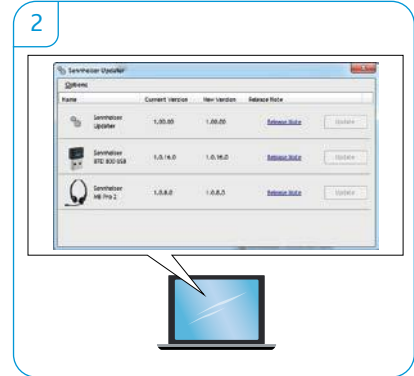 2
Sennheiser Updater
Options
Name Current Version New Version Release Note
Sennheiser Updater 1.00.00 1.00.00 Release Note Update
Sennheiser BTD 800 USB 1.0.16.0 1.0.16.0 Release Note Update
Sennheiser MB Pro 2 1.0.8.0 1.0.8.0 Release Note Update